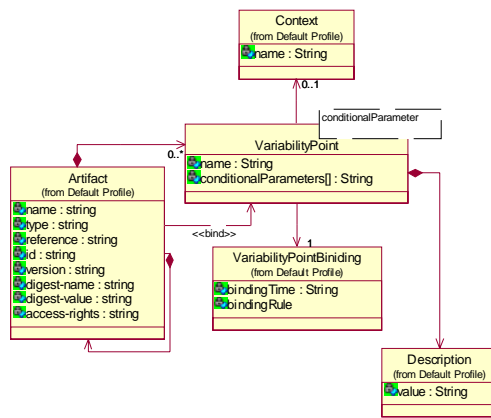 Context
(from Default Profile)
name : String
0..1
conditionalParameter
VariabilityPoint
name : String
conditionalParameters[] : String
0..*
Artifact
(from Default Profile)
name : string
type : string
reference : string
id : string
version : string
digest-name : string
digest-value : string
access-rights : string
<<bind>>
1
VariabilityPointBiniding
(from Default Profile)
bindingTime : String
bindingRule
Description
(from Default Profile)
value : String